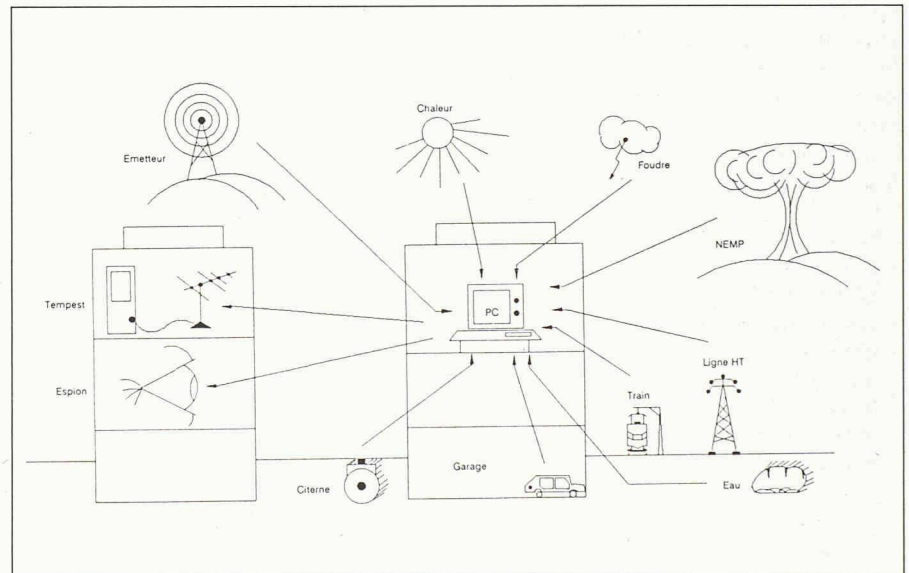 Chaleur
Emetteur
Foudre
NEMP
Tempest
PC
Espion
Ligne HT
Train
Garage
Citerne
Eau